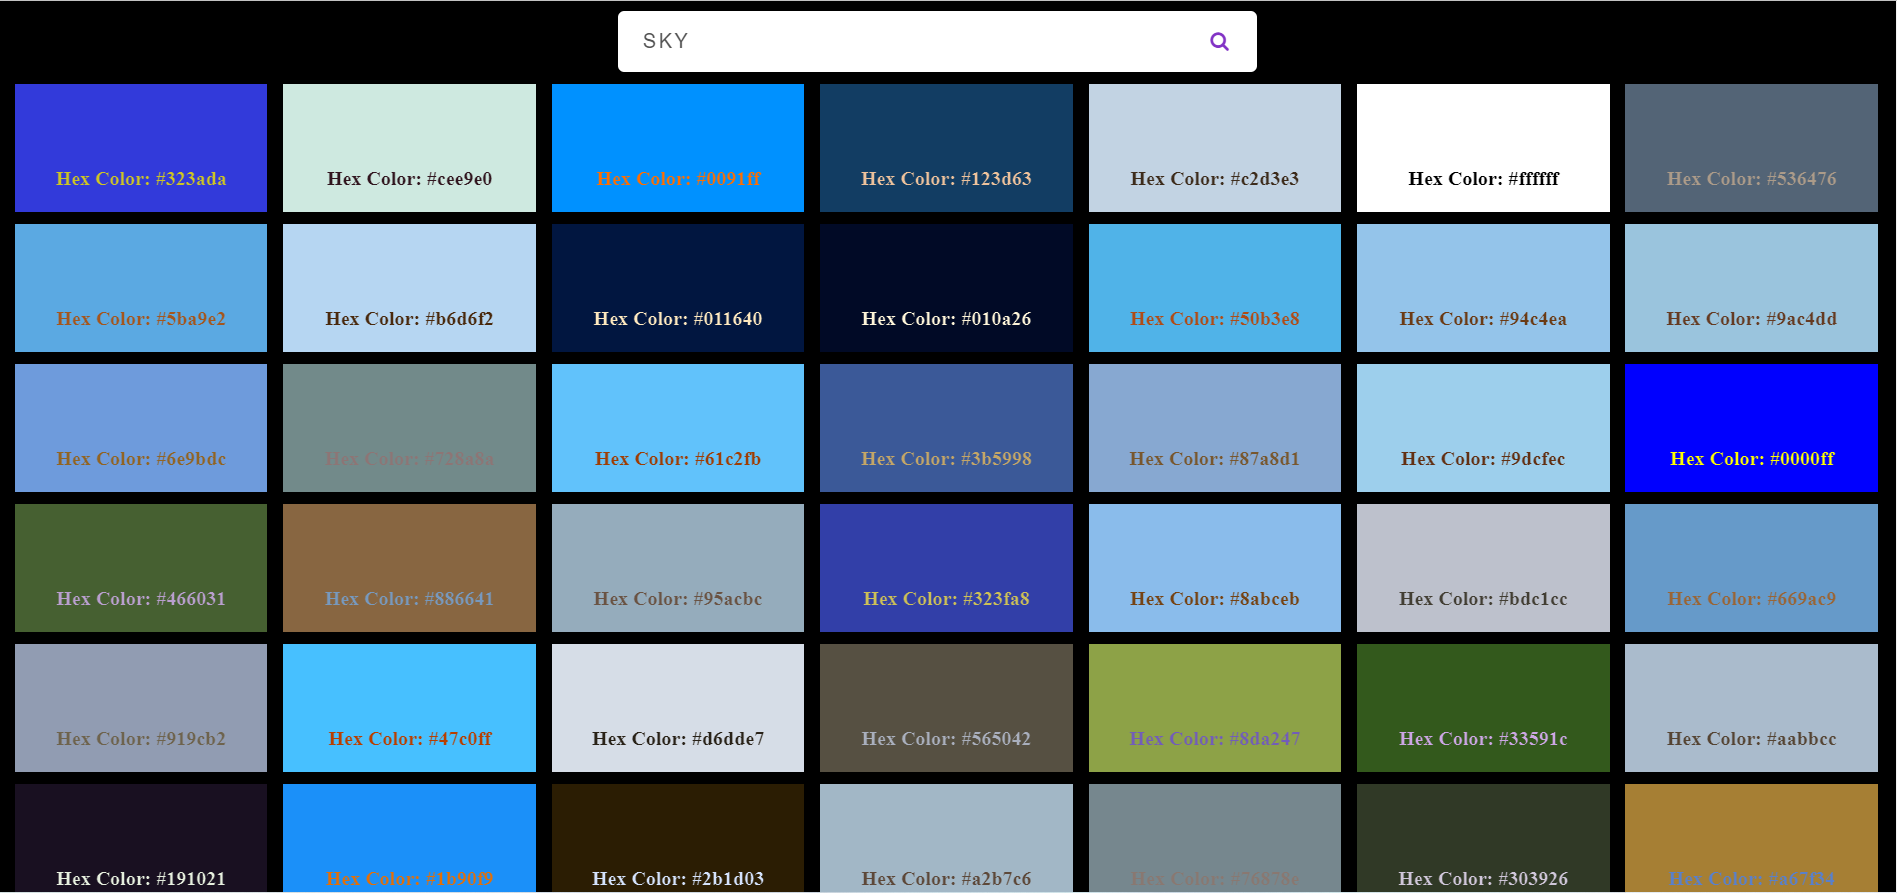 SKY
Hex Color: #323ada Hex Color: #cee9e0 Hex Color: #0091ff Hex Color: #123d63 Hex Color: #c2d3e3 Hex Color: #ffffff Hex Color: #536476
Hex Color: #5ba9e2 Hex Color: #b6d6f2 Hex Color: #011640 Hex Color: #010a26 Hex Color: #50b3e8 Hex Color: #94c4ea Hex Color: #9ac4dd
Hex Color: #6e9bdc Hex Color: #728a8a Hex Color: #61c2fb Hex Color: #3b5998 Hex Color: #87a8d1 Hex Color: #9dcfec Hex Color: #0000ff
Hex Color: #466031 Hex Color: #886641 Hex Color: #95acbc Hex Color: #323fa8 Hex Color: #8abceb Hex Color: #bdc1cc Hex Color: #669ac9
Hex Color: #919cb2 Hex Color: #47c0ff Hex Color: #d6dde7 Hex Color: #565042 Hex Color: #8da247 Hex Color: #33591c Hex Color: #aabbcc
Hex Color: #191021 Hex Color: #1b90f9 Hex Color: #2b1d03 Hex Color: #a2b7c6 Hex Color: #76878e Hex Color: #303926 Hex Color: #a67f34